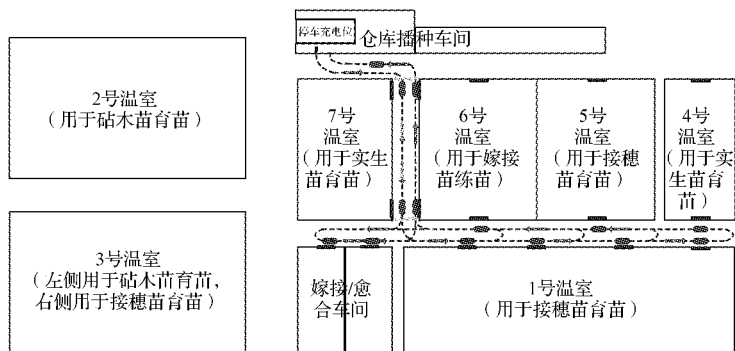 停车充电位
仓库播种车间
2号温室
（用于砧木苗育苗）
7号
温室
（用于实生
苗育苗）
6号
温室
（用于嫁接
苗练苗）
5号
温室
（用于接穗
苗育苗）
4号
温室
（用于实
生苗育
苗）
3号温室
（左侧用于砧木苗育苗，
右侧用于接穗苗育苗）
嫁接/愈
合车间
1号温室
（用于接穗苗育苗）